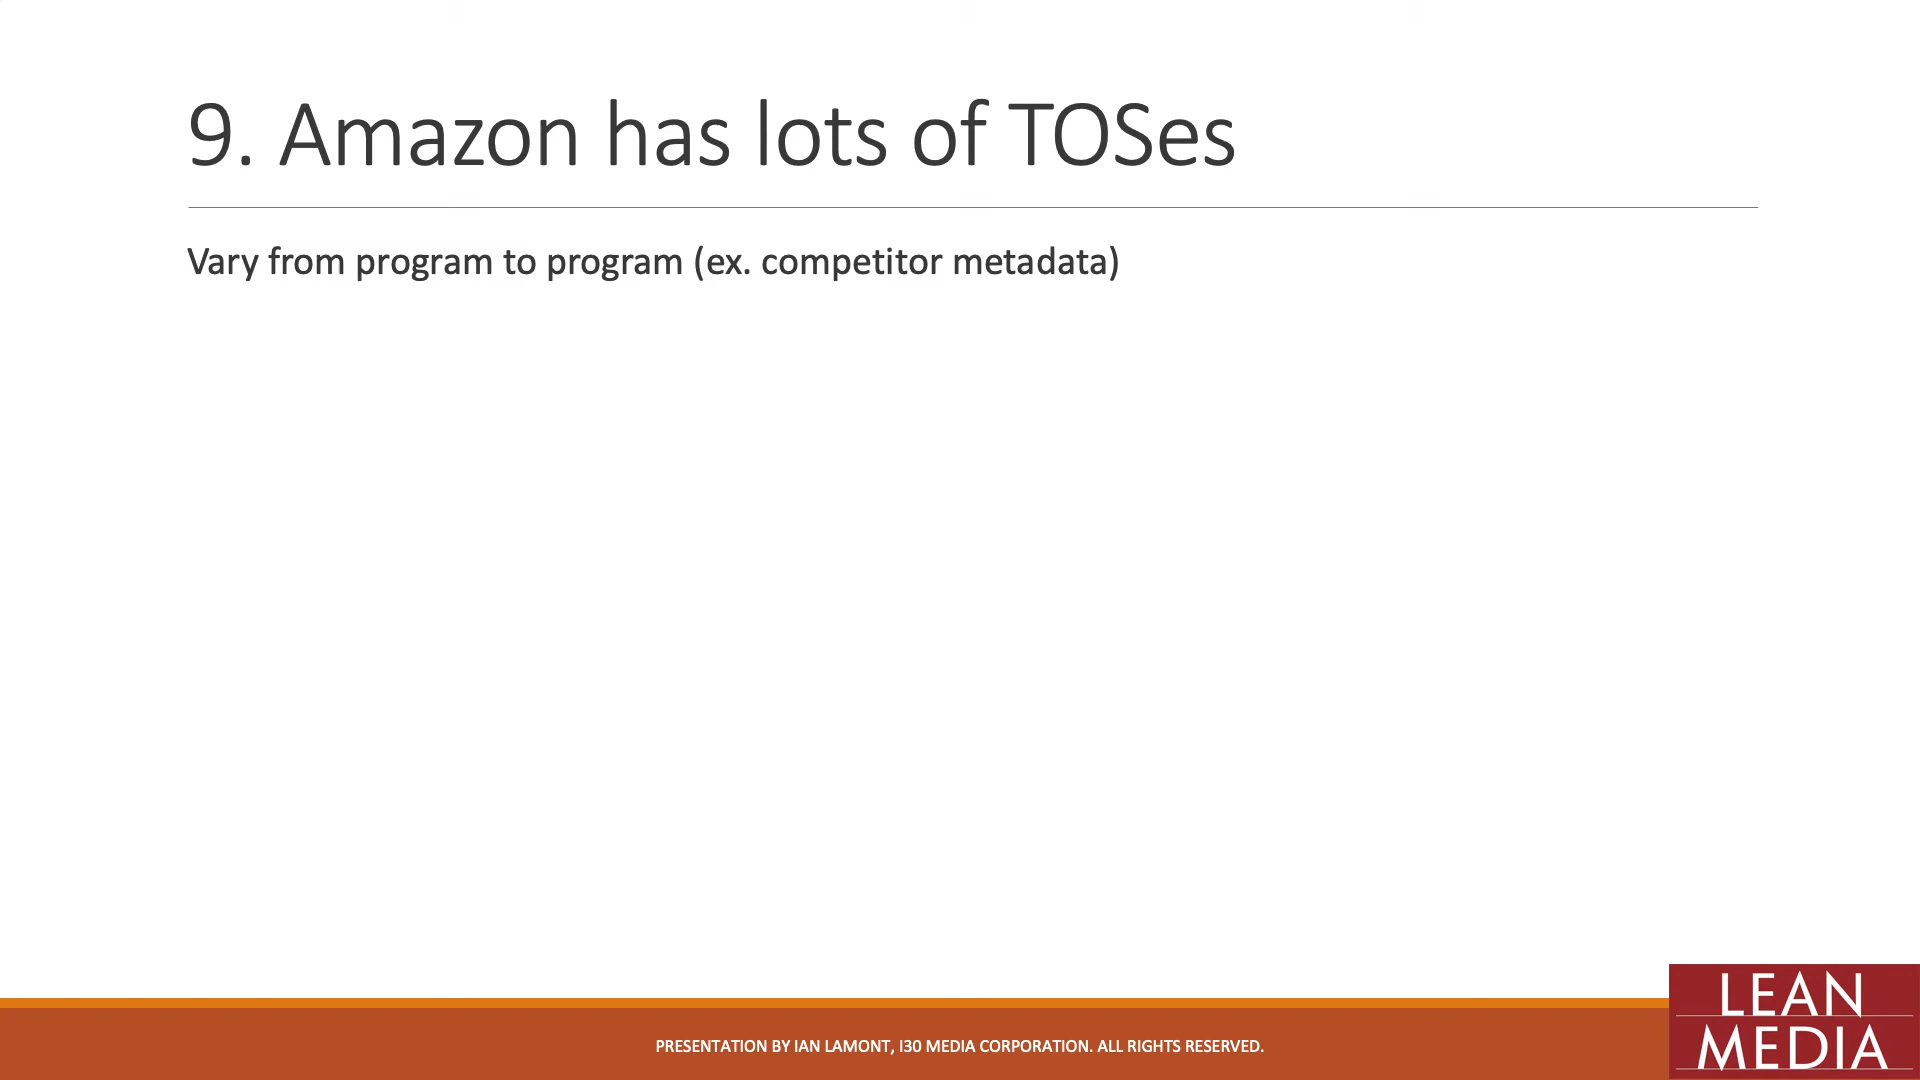 9. Amazon has lots of TOSes
Vary from program to program (ex. competitor metadata)
PRESENTATION BY IAN LAMONT, I30 MEDIA CORPORATION. ALL RIGHTS RESERVED.
LEAN
MEDIA